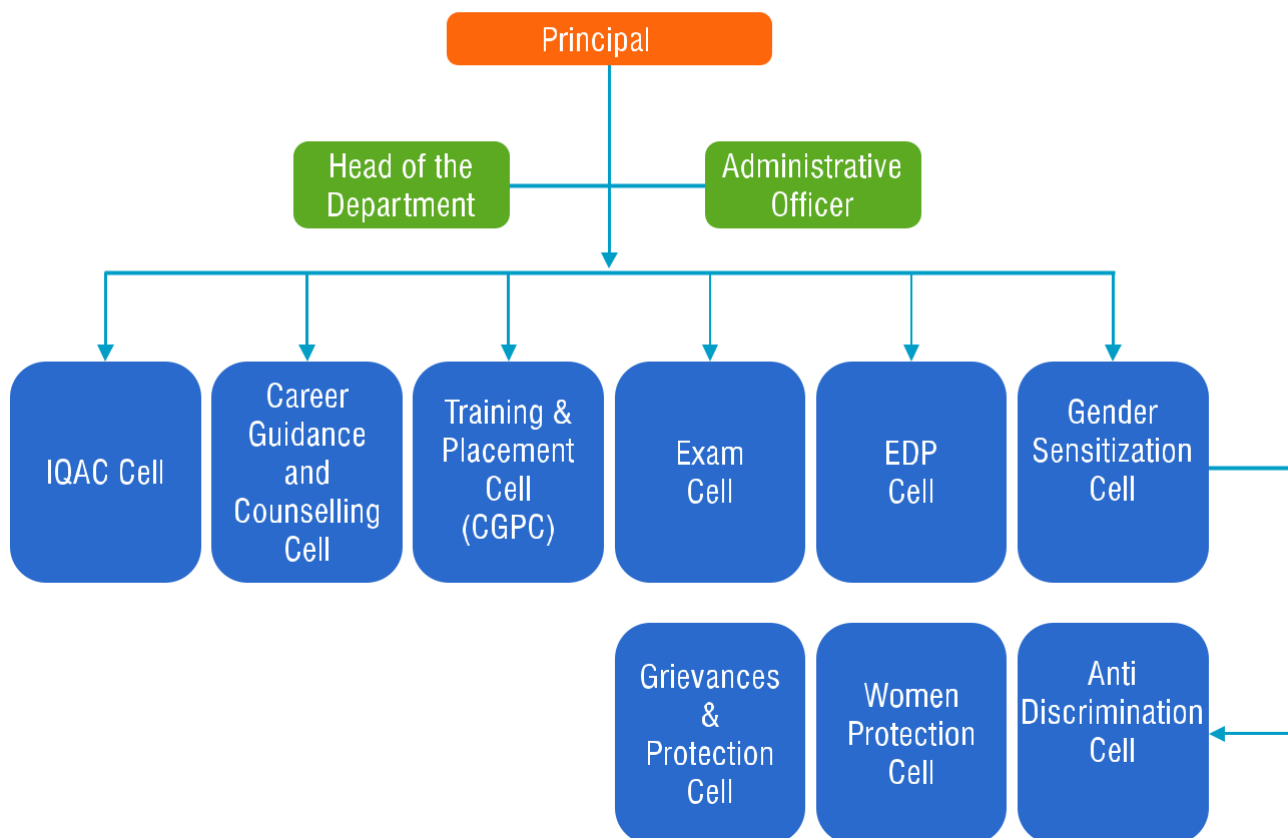 Principal
Head of the
Department
Administrative
Officer
IQAC Cell
Career
Guidance
and
Counselling
Cell
Training &
Placement
Cell
(CGPC)
Exam
Cell
EDP
Cell
Gender
Sensitization
Cell
Grievances
&
Protection
Cell
Women
Protection
Cell
Anti
Discrimination
Cell